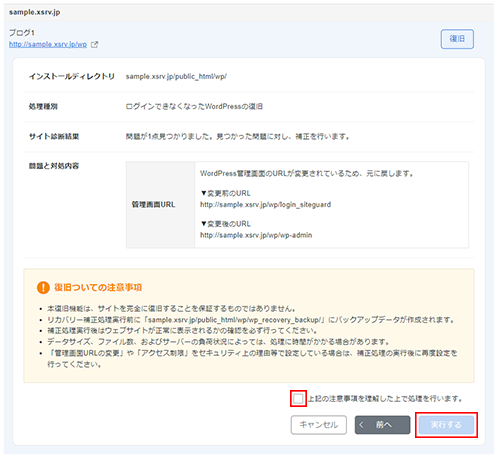 sample.xsrv.jp
ブログ1
http://sample.xsrv.jp/wp
復旧
インストールディレクトリ sample.xsrv.jp/public_html/wp/
処理種別 ログインできなくなったWordPressの復旧
サイト診断結果 問題が1点見つかりました。見つかった問題に対し、補正を行います。
問題と対処内容
WordPress管理画面のURLが変更されているため、元に戻します。
▼変更前のURL
管理画面URL http://sample.xsrv.jp/wp/login_siteguard
▼変更後のURL
http://sample.xsrv.jp/wp/wp-admin
復旧ついての注意事項
• 本復旧機能は、サイトを完全に復旧することを保証するものではありません。
• リカバリー補正処理実行前に「sample.xsrv.jp/public_html/wp/wp_recovery_backup/」にバックアップデータが作成されます。
• 補正処理実行後はウェブサイトが正常に表示されるかの確認を必ず行ってください。
• データサイズ、ファイル数、およびサーバーの負荷状況によっては、処理に時間がかかる場合があります。
• 「管理画面URLの変更」や「アクセス制限」をセキュリティ上の理由等で設定している場合は、補正処理の実行後に再度設定を
行ってください。
上記の注意事項を理解した上で処理を行います。
キャンセル 前へ 実行する